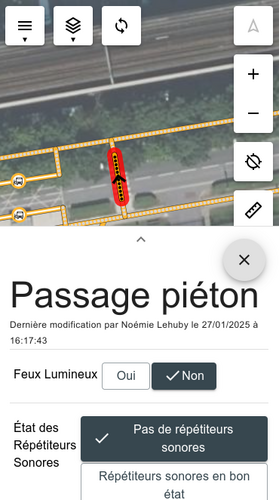 Passage piéton
Dernière modification par Noémie Lehuby le 27/01/2025 à
16:17:43
Feux Lumineux
Oui
Non
État des
Répétiteurs
Sonores
Pas de répétiteurs
sonores
Répétiteurs sonores en bon
état